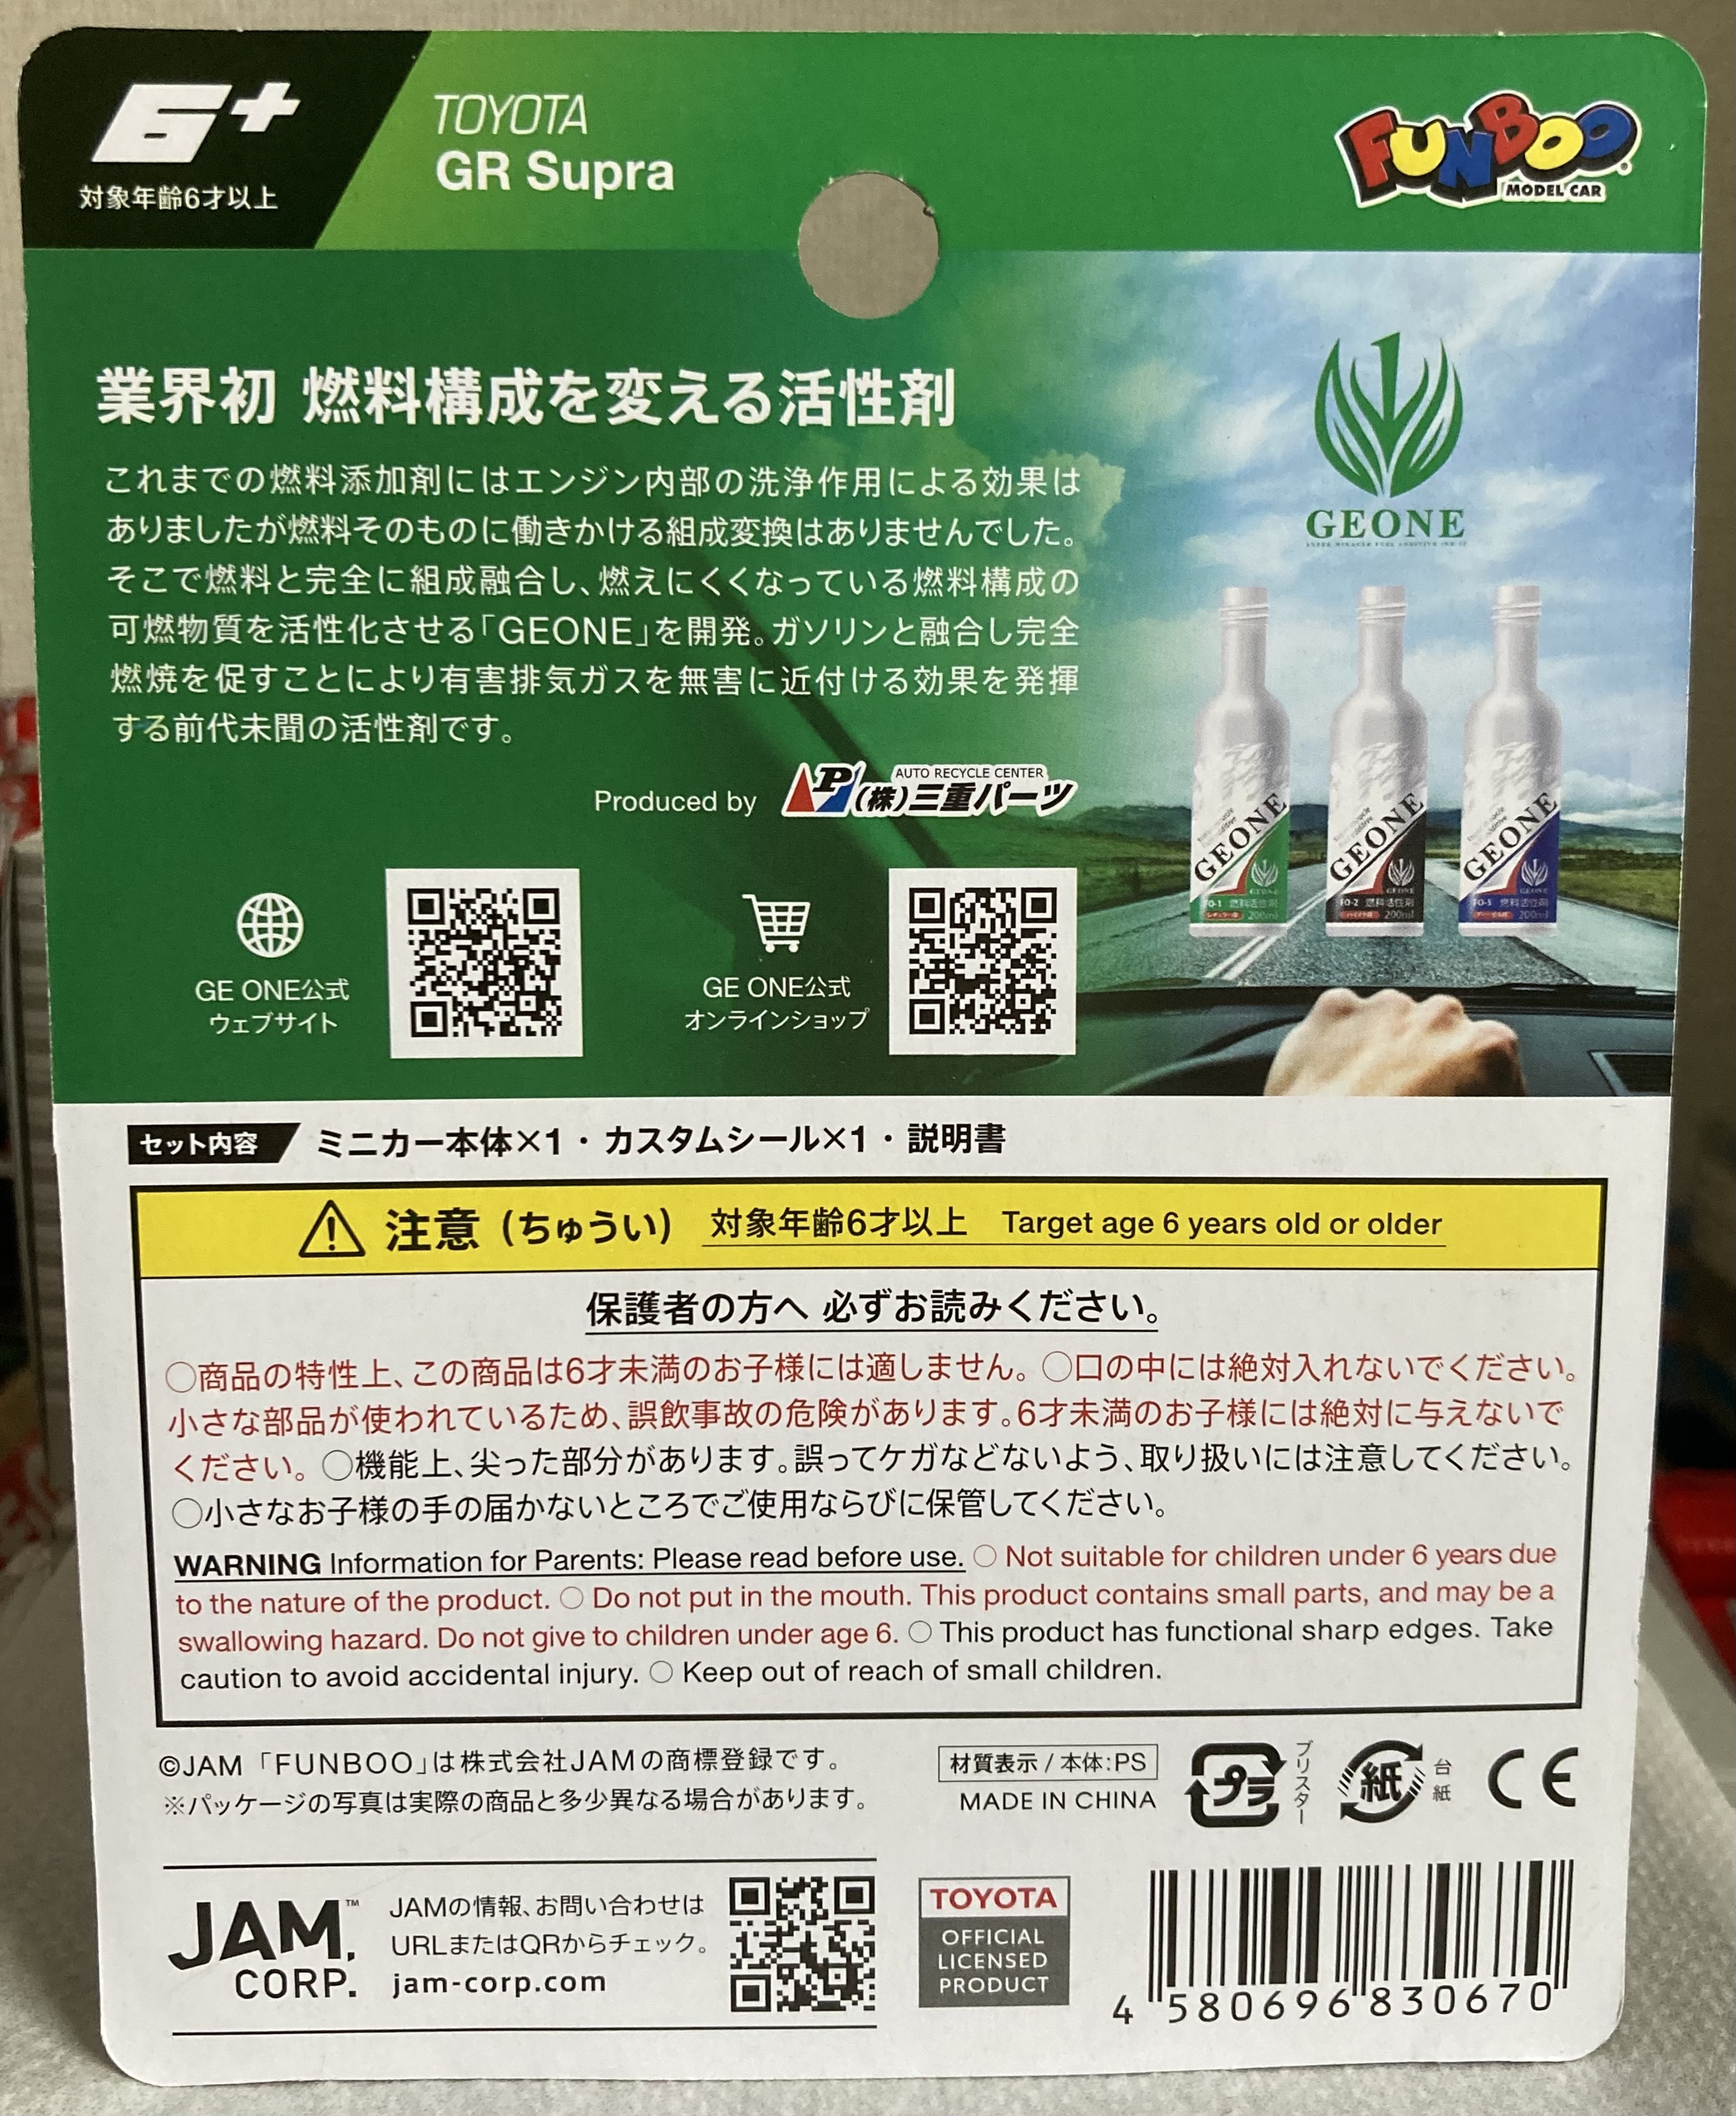 6+
対象年齢6才以上
TOYOTA
GR Supra
FUNBOO
MODEL CAR
業界初 燃料構成を変える活性剤
これまでの燃料添加剤にはエンジン内部の洗浄作用による効果は
ありましたが燃料そのものに働きかける組成変換はありませんでした。
そこで燃料と完全に組成融合し、燃えにくくなっている燃料構成の
可燃物質を活性化させる「GEONE」を開発。ガソリンと融合し完全
燃焼を促すことにより有害排気ガスを無害に近付ける効果を発揮
する前代未聞の活性剤です。
Produced by
AUTO RECYCLE CENTER
(株)三重パーツ
GEONE
GEONE
GEONE
FO-1 燃料活性剤
200ml
GEONE
GEONE
FO-2 燃料活性剤
200ml
GEONE
GEONE
燃料活性剤
200ml
GE ONE公式
ウェブサイト
GE ONE公式
オンラインショップ
セット内容 ミニカー本体×1・カスタムシール×1・説明書
注意(ちゅうい) 対象年齢6才以上 Target age 6 years old or older
保護者の方へ 必ずお読みください。
○商品の特性上、この商品は6才未満のお子様には適しません。○口の中には絶対入れないでください。
小さな部品が使われているため、誤飲事故の危険があります。6才未満のお子様には絶対に与えないで
ください。○機能上、尖った部分があります。誤ってケガなどないよう、取り扱いには注意してください。
○小さなお子様の手の届かないところでご使用ならびに保管してください。
WARNING Information for Parents: Please read before use. ○ Not suitable for children under 6 years due
to the nature of the product. ○ Do not put in the mouth. This product contains small parts, and may be a
swallowing hazard. Do not give to children under age 6. ○ This product has functional sharp edges. Take
caution to avoid accidental injury. ○ Keep out of reach of small children.
©JAM 「FUNBOO」は株式会社JAMの商標登録です。
※パッケージの写真は実際の商品と多少異なる場合があります。
材質表示 / 本体:PS
MADE IN CHINA
プラ
ブリスター
紙
台紙
CE
JAM.™
CORP.
JAMの情報、お問い合わせは
URLまたはQRからチェック。
jam-corp.com
TOYOTA
OFFICIAL
LICENSED
PRODUCT
4 580696 830670